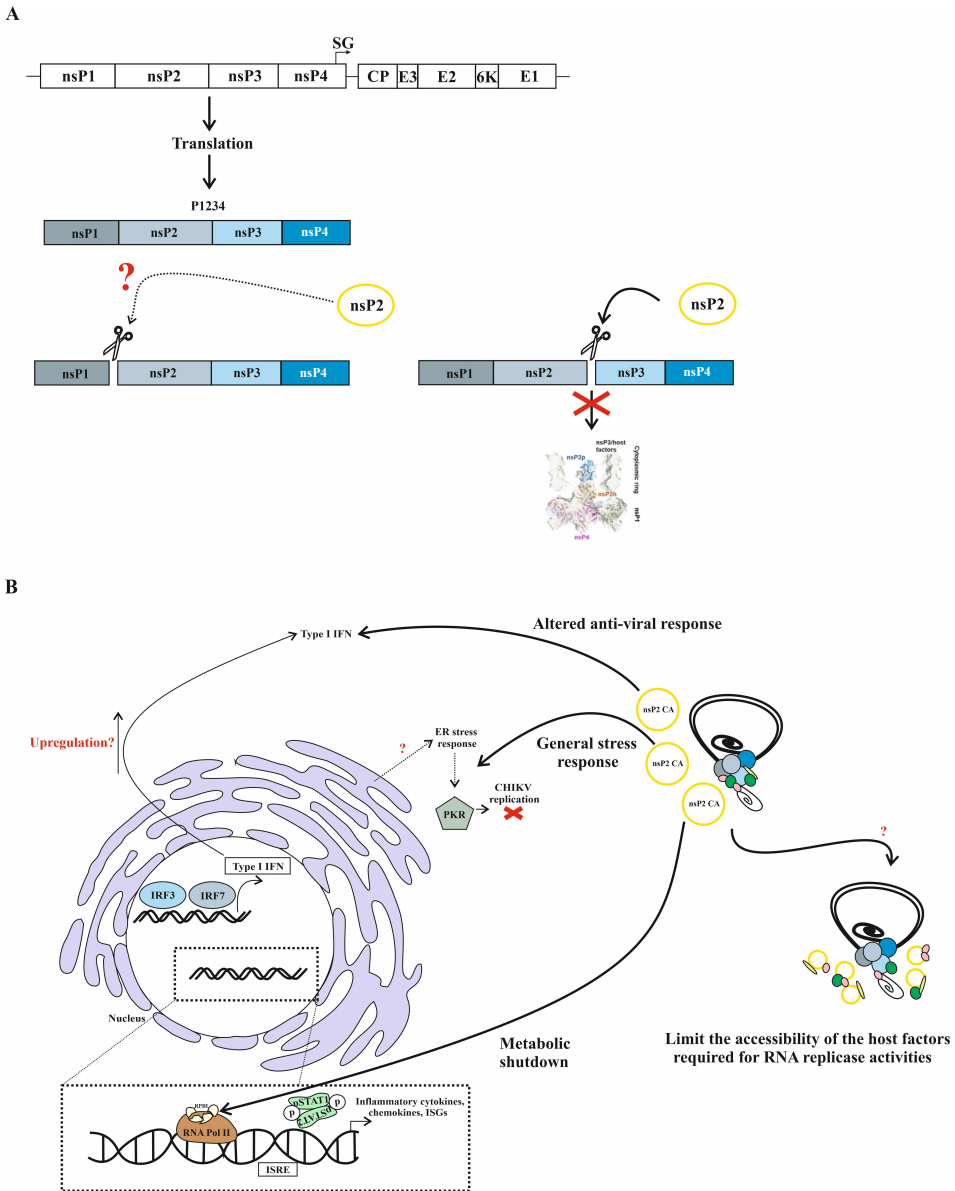 A
SG
nsP1 nsP2 nsP3 nsP4 CP E3 E2 6K E1
Translation
P1234
nsP1 nsP2 nsP3 nsP4
?
nsP2
nsP2
nsP1 nsP2 nsP3 nsP4
nsP1 nsP2 nsP3 nsP4
nsP3/host
factors
nsP2p
nsP2h
nsP4
Cytoplasmic ring
nsP1
B
Altered anti-viral response
Type I IFN
nsP2 CA
Upregulation?
?
ER stress
response
General stress
response
nsP2 CA
CHIKV
replication
PKR
nsP2 CA
?
Type I IFN
IRF3 IRF7
Nucleus
Metabolic
shutdown
Limit the accessibility of the host factors
required for RNA replicase activities
RNA Pol II
p pSTAT1 p
Inflammatory cytokines,
chemokines, ISGs
ISRE